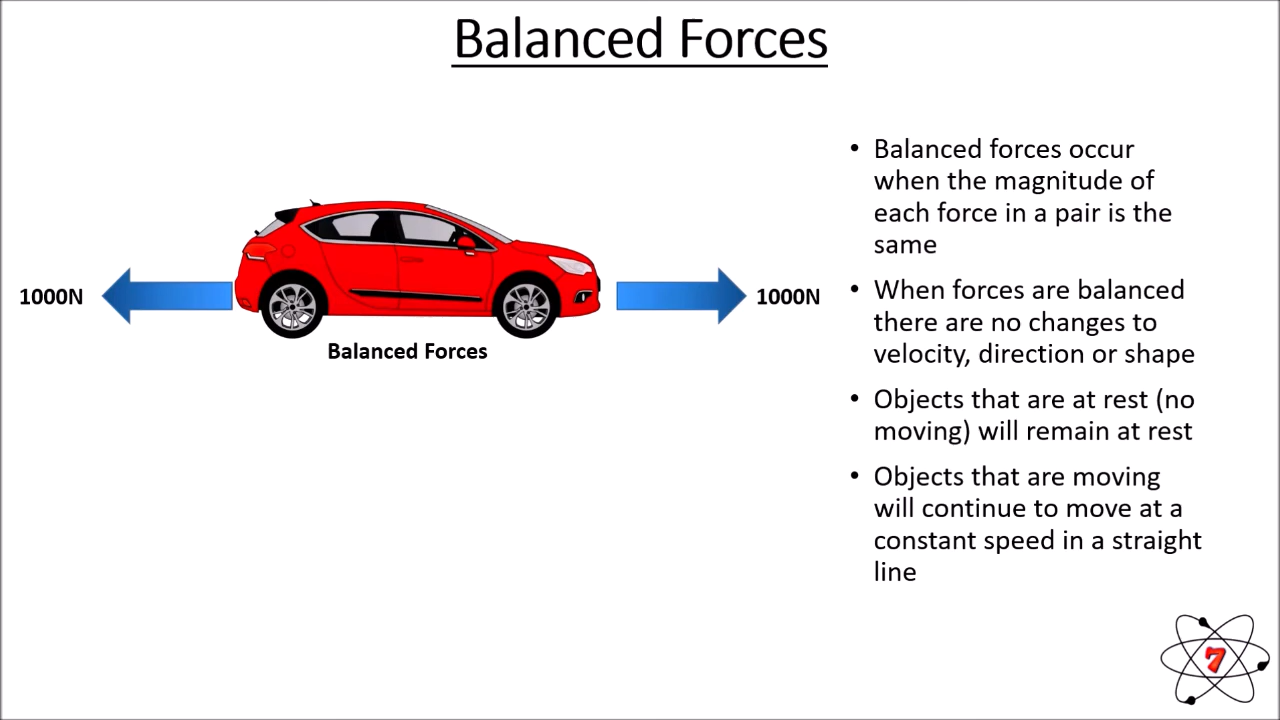 Balanced Forces
1000N
1000N
Balanced Forces
• Balanced forces occur
when the magnitude of
each force in a pair is the
same
• When forces are balanced
there are no changes to
velocity, direction or shape
• Objects that are at rest (no
moving) will remain at rest
• Objects that are moving
will continue to move at a
constant speed in a straight
line
7